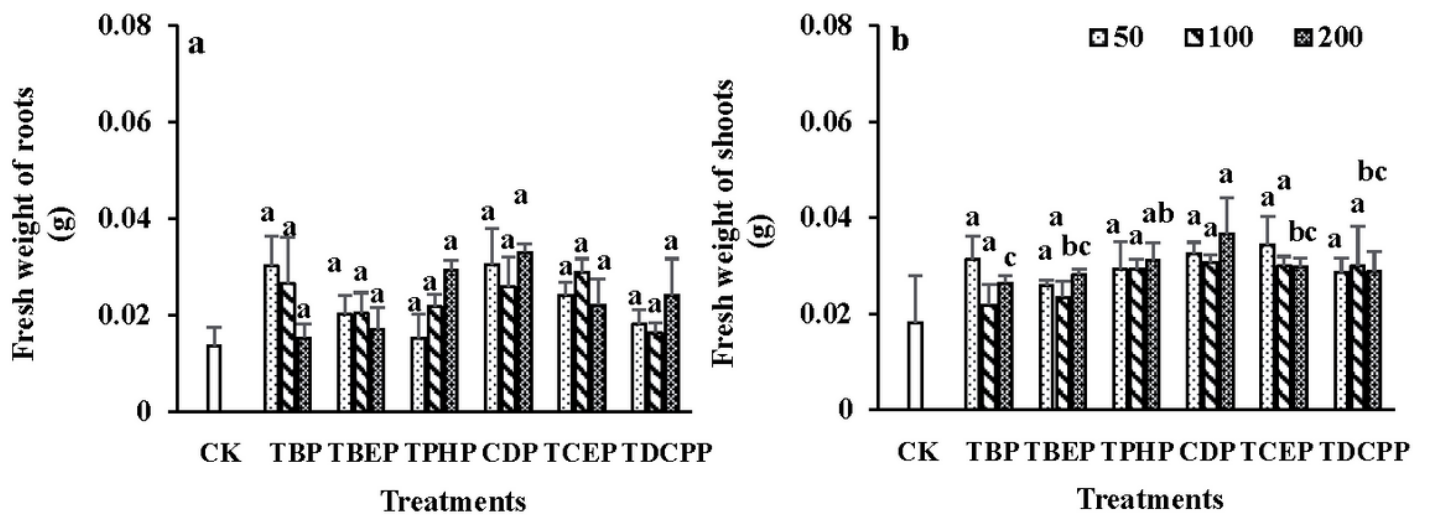 a
Fresh weight of roots
(g)
0.08
0.06
0.04
0.02
0
a a a
a a a
a a a
a a a
a a a
a a a
CK TBP TBEP TPHP CDP TCEP TDCPP
Treatments
b
50 100 200
Fresh weight of shoots
(g)
0.08
0.06
0.04
0.02
0
a a c
a a bc
a a ab
a a a
a a bc
a a bc
CK TBP TBEP TPHP CDP TCEP TDCPP
Treatments